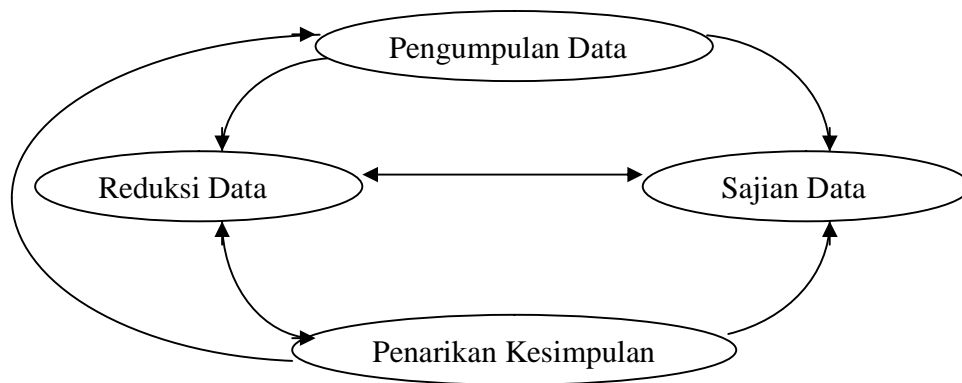 Pengumpulan Data
Reduksi Data
Sajian Data
Penarikan Kesimpulan